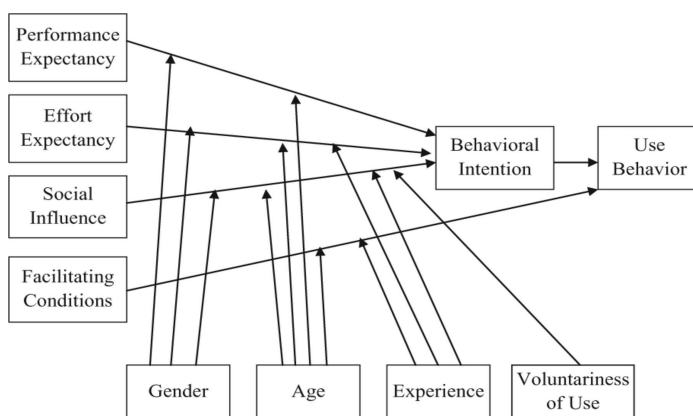 Performance
Expectancy
Effort
Expectancy
Social
Influence
Facilitating
Conditions
Behavioral
Intention
Use
Behavior
Gender
Age
Experience
Voluntariness
of Use